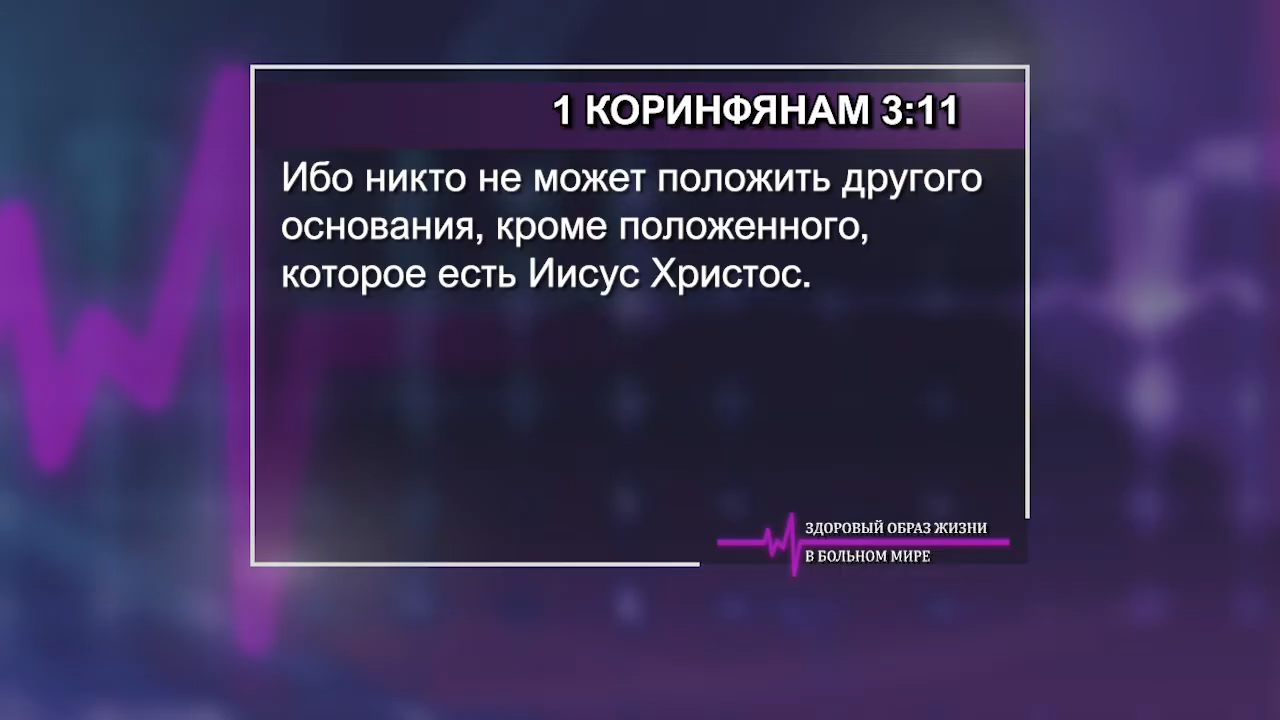 1 КОРИНФЯНАМ 3:11
Ибо никто не может положить другого
основания, кроме положенного,
которое есть Иисус Христос.
ЗДОРОВЫЙ ОБРАЗ ЖИЗНИ
В БОЛЬНОМ МИРЕ